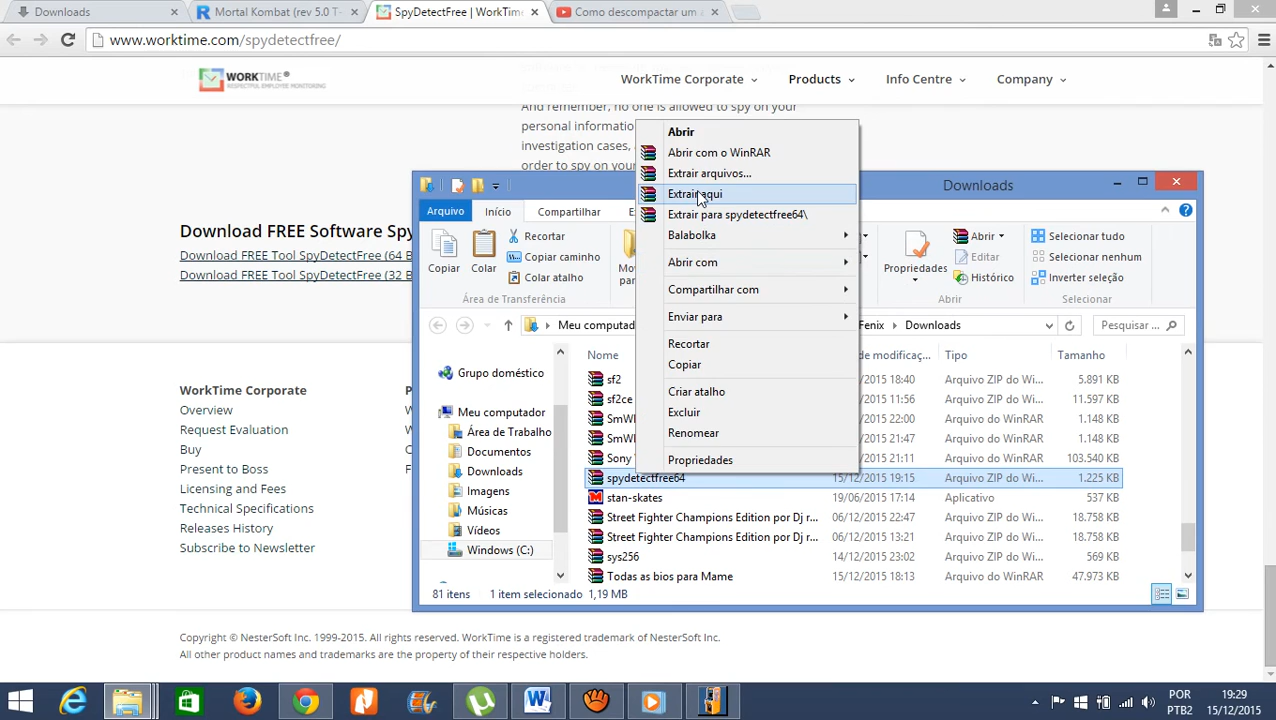 Downloads
Mortal Kombat (rev 5.0 T-
SpyDetectFree | WorkTim
Como descompactar um a
www.worktime.com/spydetectfree/
WORKTIME®
RESPECTFUL EMPLOYEE MONITORING
WorkTime Corporate
Products
Info Centre
Company
And remember, no one is allowed to spy on your
personal informatio
investigation cases,
order to spy on your
Download FREE Software Spy
Download FREE Tool SpyDetectFree (64 B
Download FREE Tool SpyDetectFree (32 B
Abrir
Abrir com o WinRAR
Extrair arquivos...
Extrair aqui
Extrair para spydetectfree64\
Balabolka
Abrir com
Compartilhar com
Enviar para
Recortar
Copiar
Criar atalho
Excluir
Renomear
Propriedades
Downloads
Arquivo
Início
Compartilhar
Copiar
Colar
Recortar
Copiar caminho
Colar atalho
Área de Transferência
Propriedades
Abrir
Editar
Histórico
Abrir
Selecionar tudo
Selecionar nenhum
Inverter seleção
Selecionar
Meu computa
Fenix
Downloads
Pesquisar ...
Nome
de modificaç...
Tipo
Tamanho
Grupo doméstico
Meu computador
Área de Trabalho
Documentos
Downloads
Imagens
Músicas
Vídeos
Windows (C:)
sf2
/2015 18:40 Arquivo ZIP do Wi... 5.891 KB
sf2ce
/2015 11:56 Arquivo ZIP do Wi... 11.597 KB
SmW
/2015 22:00 Arquivo do WinRAR 1.148 KB
SmW
/2015 21:47 Arquivo do WinRAR 1.148 KB
Sony
/2015 21:11 Arquivo do WinRAR 103.540 KB
spydetectfree64 15/12/2015 19:15 Arquivo ZIP do Wi... 1.225 KB
stan-skates 19/06/2015 17:14 Aplicativo 537 KB
Street Fighter Champions Edition por Dj r... 06/12/2015 22:47 Arquivo ZIP do Wi... 18.758 KB
Street Fighter Champions Edition por Dj r... 06/12/2015 13:21 Arquivo ZIP do Wi... 18.758 KB
sys256 14/12/2015 23:02 Arquivo ZIP do Wi... 569 KB
Todas as bios para Mame 15/12/2015 18:13 Arquivo do WinRAR 47.973 KB
81 itens 1 item selecionado 1,19 MB
WorkTime Corporate
Overview
Request Evaluation
Buy
Present to Boss
Licensing and Fees
Technical Specifications
Releases History
Subscribe to Newsletter
Copyright © NesterSoft Inc. 1999-2015. All rights reserved. WorkTime is a registered trademark of NesterSoft Inc.
All other product names and trademarks are the property of their respective holders.
POR
PTB2
19:29
15/12/2015